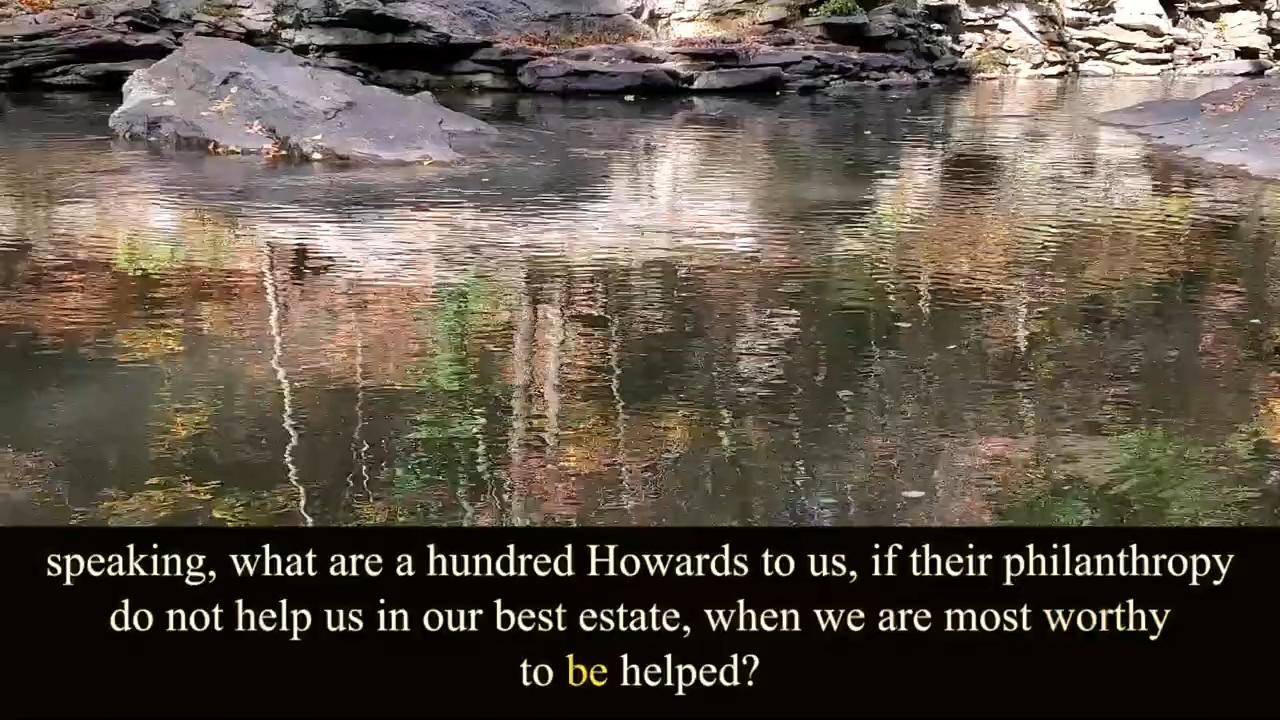 speaking, what are a hundred Howards to us, if their philanthropy
do not help us in our best estate, when we are most worthy
to be helped?